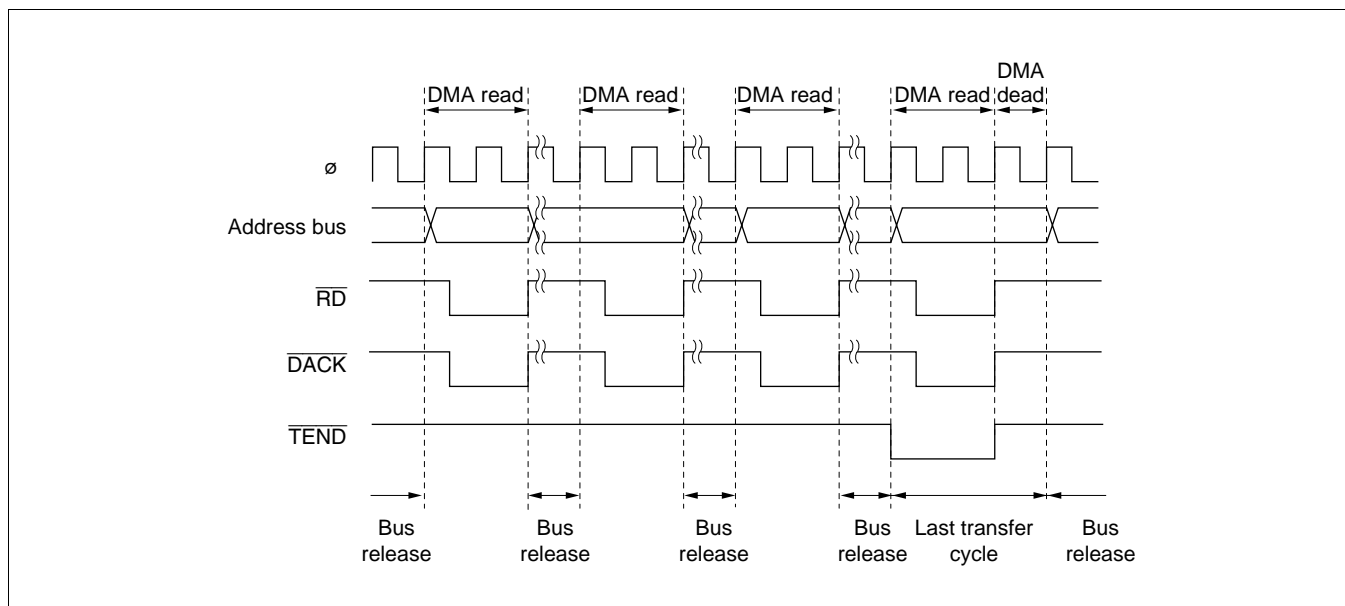 DMA
dead
DMA read DMA read DMA read DMA read
ø
Address bus
RD
DACK
TEND
Bus release
Bus release
Bus release
Bus release
Last transfer cycle
Bus release